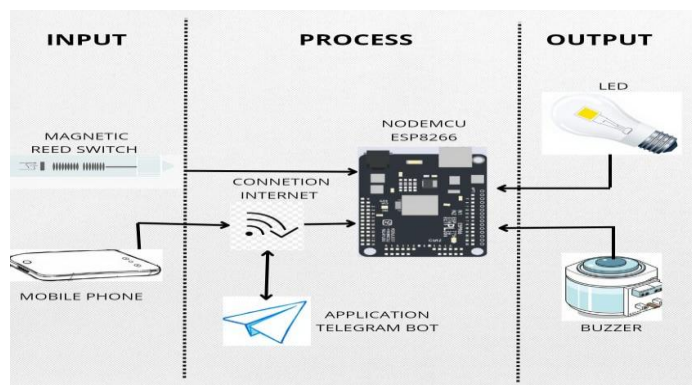 INPUT
PROCESS
OUTPUT
LED
NODEMCU
ESP8266
MAGNETIC
REED SWITCH
CONNETION
INTERNET
MOBILE PHONE
APPLICATION
TELEGRAM BOT
BUZZER